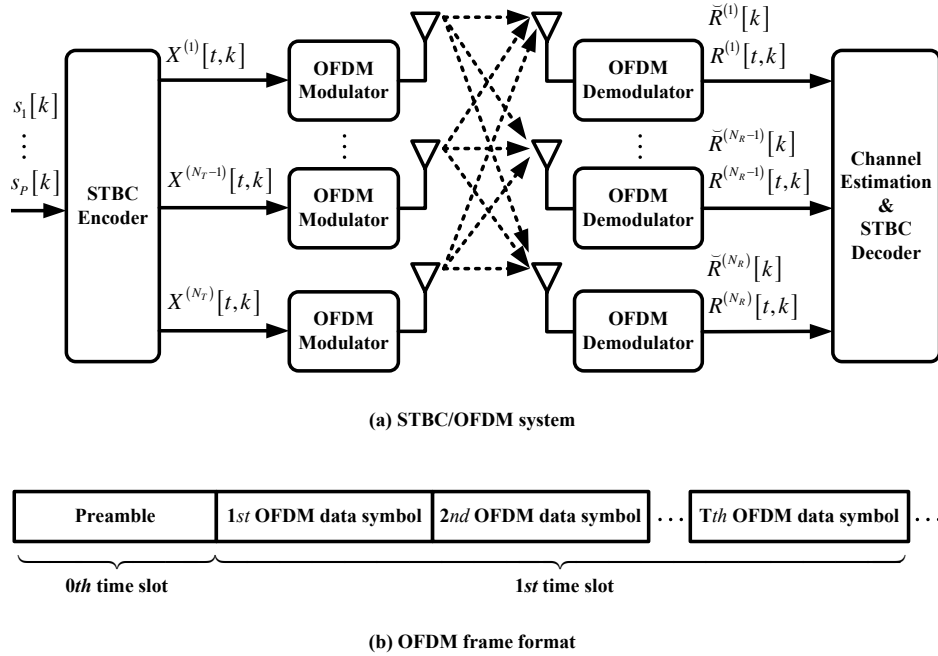 s₁[k]
⋮
s_P[k]
STBC
Encoder
X⁽¹⁾[t,k]
OFDM
Modulator
⋮
X^(N_T−1)[t,k]
OFDM
Modulator
X^(N_T)[t,k]
OFDM
Modulator
OFDM
Demodulator
R̆⁽¹⁾[k]
R⁽¹⁾[t,k]
⋮
OFDM
Demodulator
R̆^(N_R−1)[k]
R^(N_R−1)[t,k]
OFDM
Demodulator
R̆^(N_R)[k]
R^(N_R)[t,k]
Channel
Estimation
&
STBC
Decoder
(a) STBC/OFDM system
Preamble
1st OFDM data symbol
2nd OFDM data symbol
...
Tth OFDM data symbol
...
0th time slot
1st time slot
(b) OFDM frame format